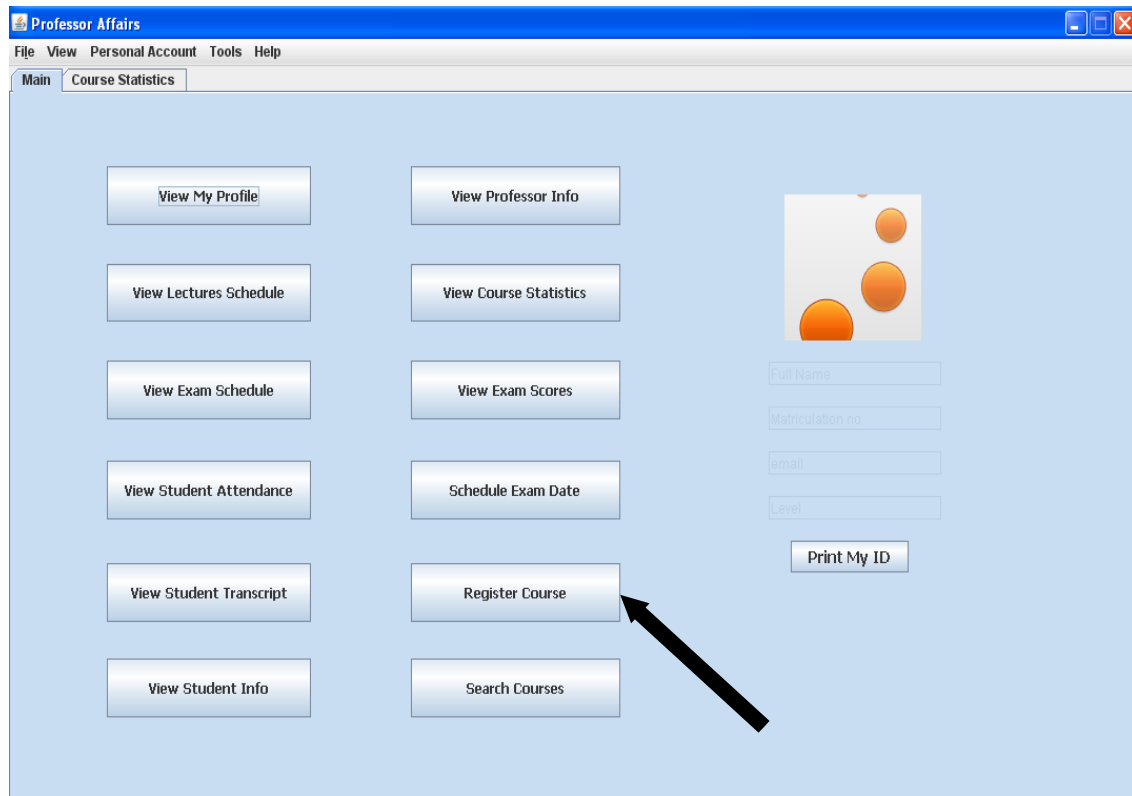 Professor Affairs
File View Personal Account Tools Help
Main Course Statistics
View My Profile
View Professor Info
View Lectures Schedule
View Course Statistics
View Exam Schedule
View Exam Scores
View Student Attendance
Schedule Exam Date
View Student Transcript
Register Course
View Student Info
Search Courses
Full Name
Matriculation no
email
Level
Print My ID